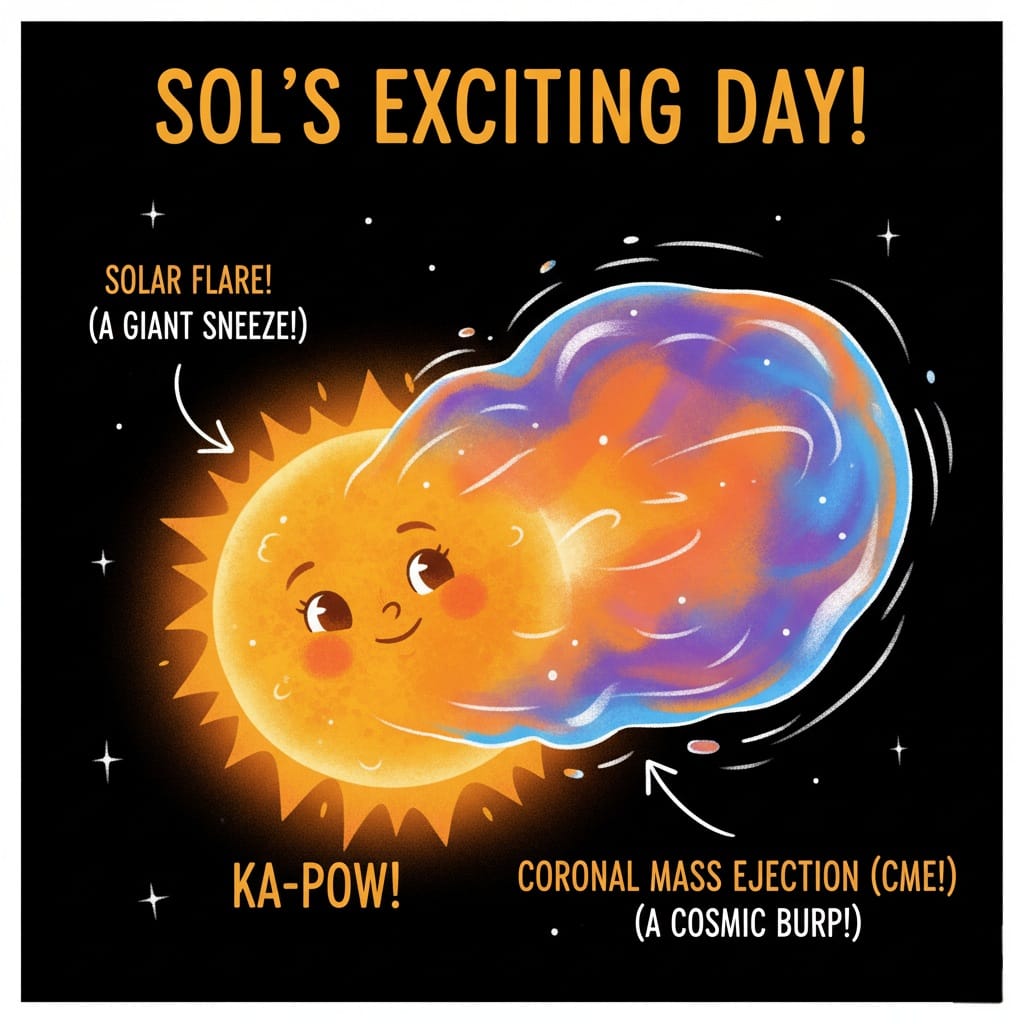 SOL'S EXCITING DAY!
SOLAR FLARE!
(A GIANT SNEEZE!)
KA-POW!
CORONAL MASS EJECTION (CME!)
(A COSMIC BURP!)